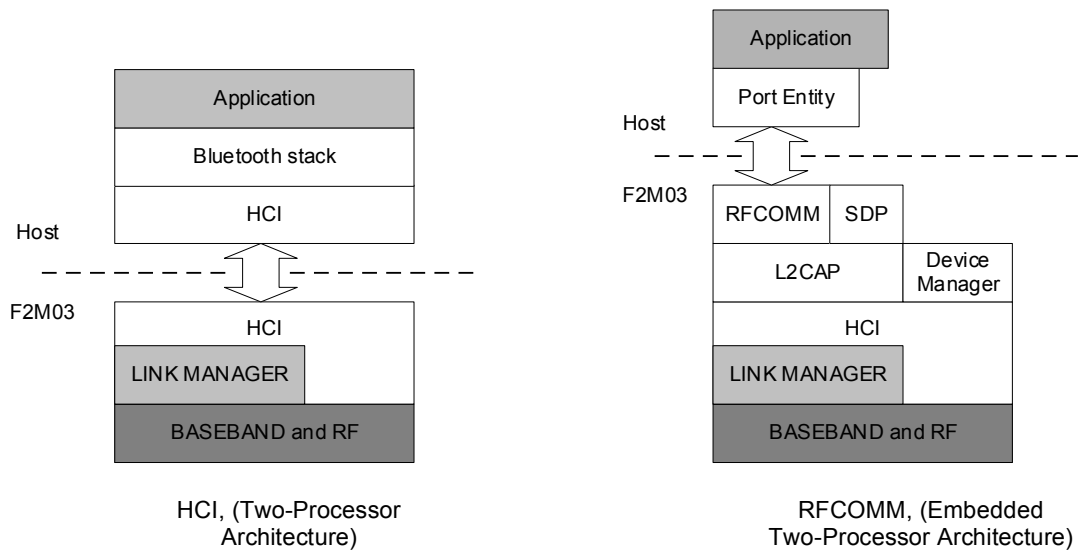 Application
Bluetooth stack
HCI
Host
F2M03
HCI
LINK MANAGER
BASEBAND and RF
HCI, (Two-Processor
Architecture)
Application
Port Entity
Host
F2M03
RFCOMM
SDP
L2CAP
Device
Manager
HCI
LINK MANAGER
BASEBAND and RF
RFCOMM, (Embedded
Two-Processor Architecture)